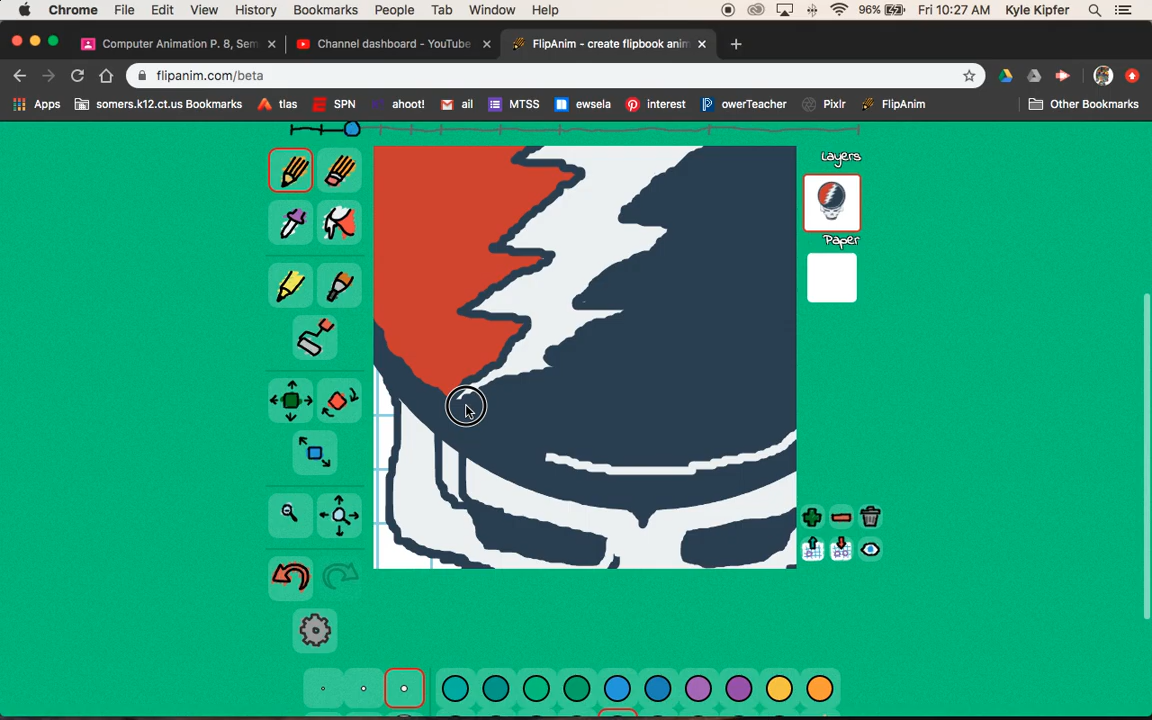 Chrome File Edit View History Bookmarks People Tab Window Help 96% Fri 10:27 AM Kyle Kipfer
Computer Animation P. 8, Sem Channel dashboard - YouTube FlipAnim - create flipbook anim
flipanim.com/beta
Apps somers.k12.ct.us Bookmarks tlas SPN ahoot! ail MTSS ewsela interest owerTeacher Pixlr FlipAnim Other Bookmarks
Layers
Paper